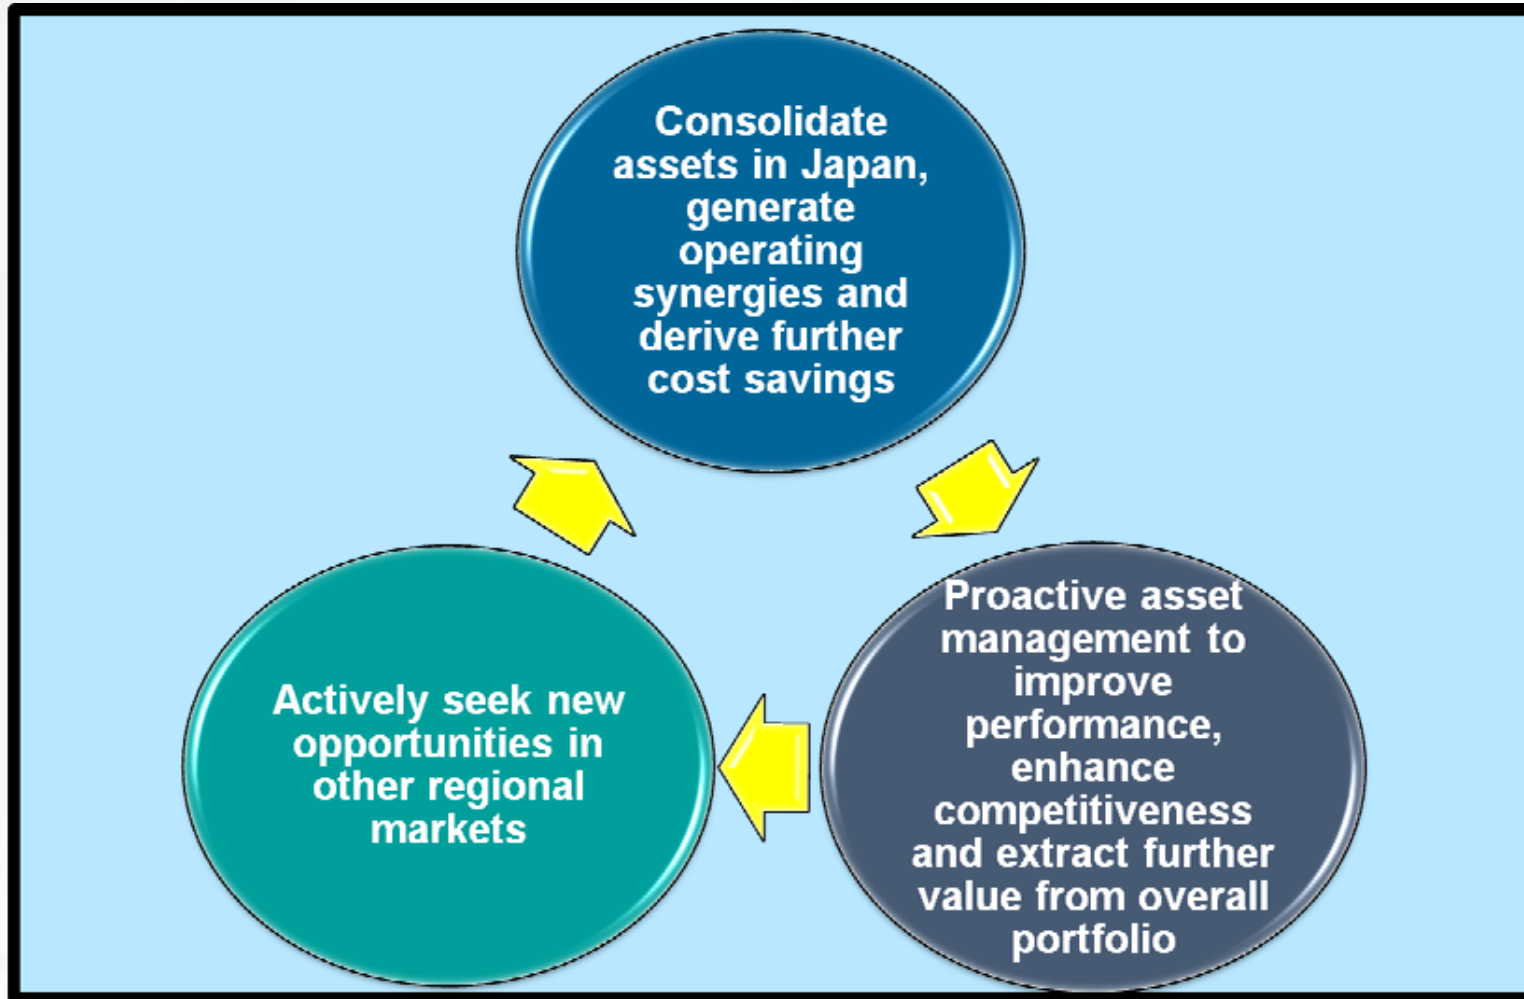 Consolidate
assets in Japan,
generate
operating
synergies and
derive further
cost savings
Proactive asset
management to
improve
performance,
enhance
competitiveness
and extract further
value from overall
portfolio
Actively seek new
opportunities in
other regional
markets